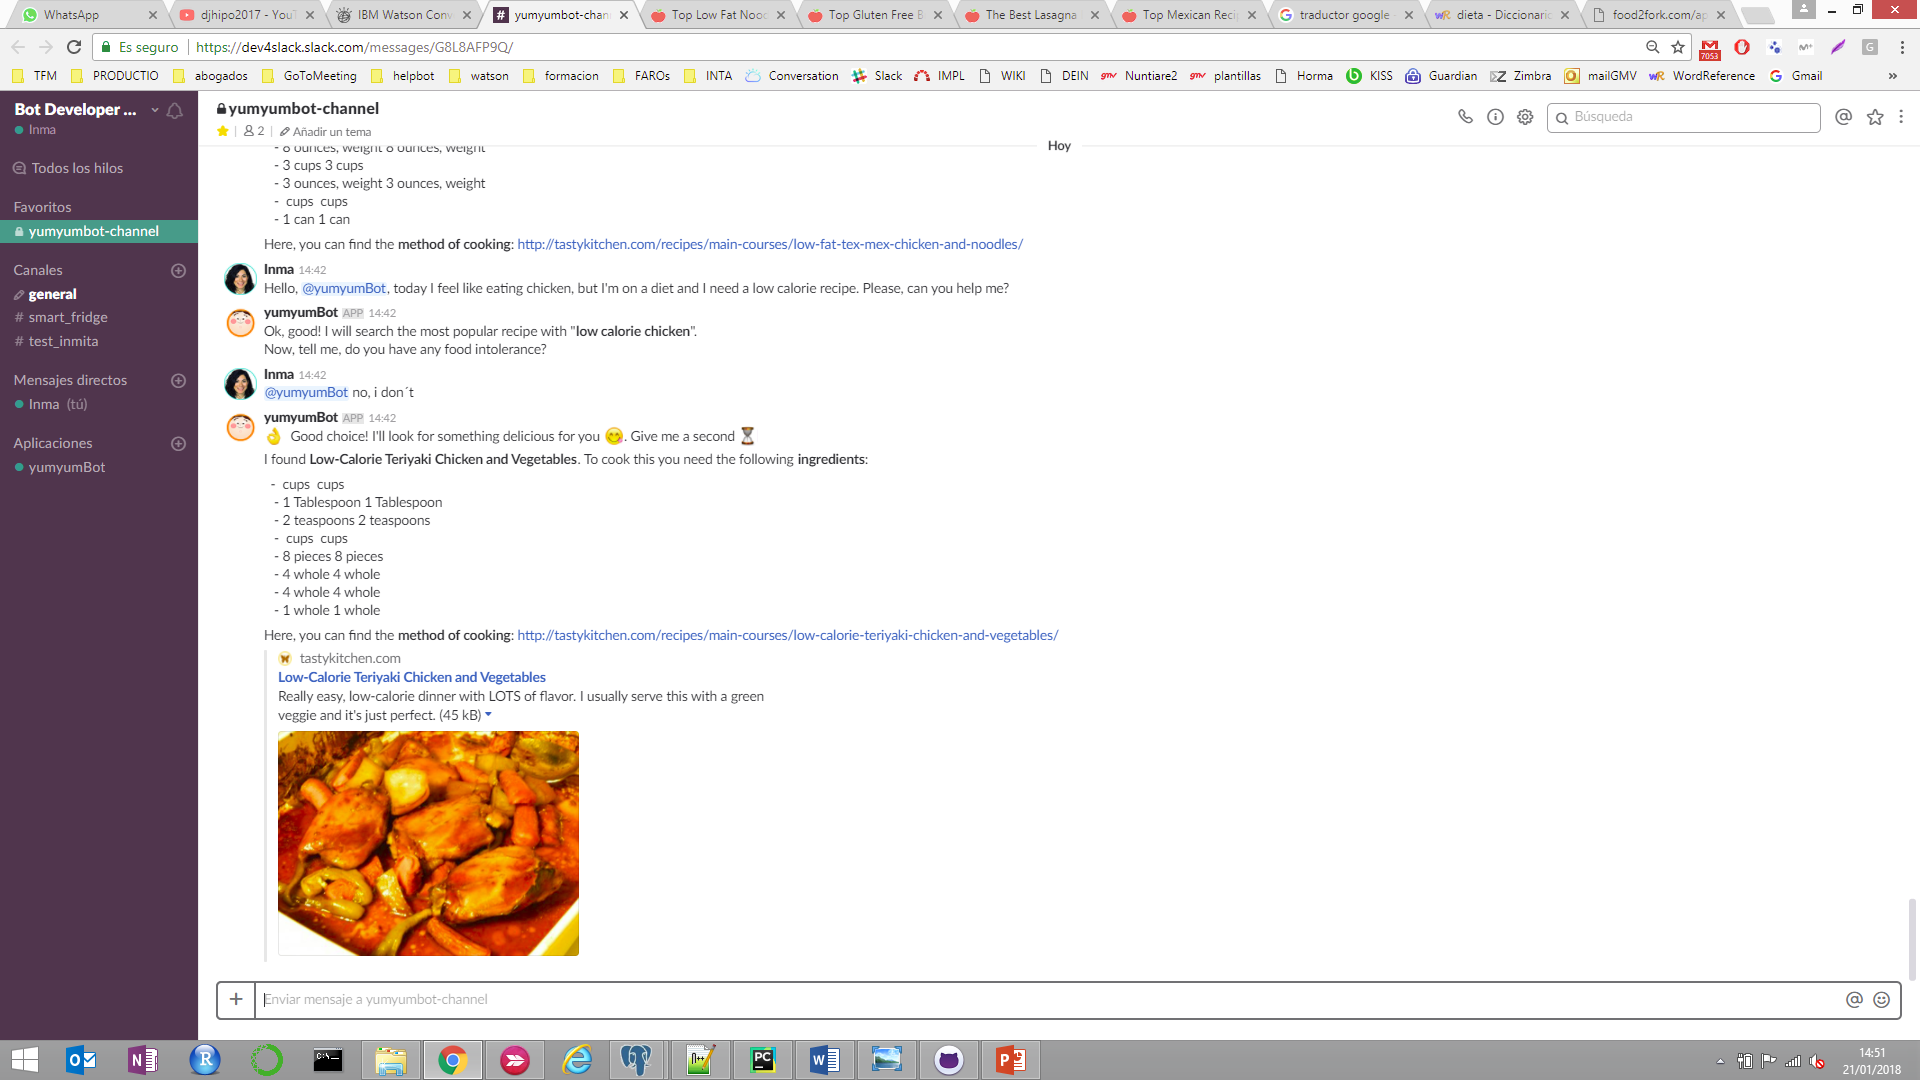 WhatsApp
djhipo2017 - YouT
IBM Watson Conv
yumyumbot-chan
Top Low Fat Nooc
Top Gluten Free B
The Best Lasagna
Top Mexican Reci
traductor google -
dieta - Diccionaric
food2fork.com/ap
Es seguro
https://dev4slack.slack.com/messages/G8L8AFP9Q/
7053
TFM
PRODUCTIO
abogados
GoToMeeting
helpbot
watson
formacion
FAROs
INTA
Conversation
Slack
IMPL
WIKI
DEIN
Nuntiare2
plantillas
Horma
KISS
Guardian
Zimbra
mailGMV
WordReference
Gmail
»
Bot Developer ...
Inma
Todos los hilos
Favoritos
yumyumbot-channel
Canales
general
# smart_fridge
# test_inmita
Mensajes directos
Inma (tú)
Aplicaciones
yumyumBot
yumyumbot-channel
2
Añadir un tema
Búsqueda
Hoy
- 8 ounces, weight 8 ounces, weight
- 3 cups 3 cups
- 3 ounces, weight 3 ounces, weight
- cups cups
- 1 can 1 can
Here, you can find the method of cooking: http://tastykitchen.com/recipes/main-courses/low-fat-tex-mex-chicken-and-noodles/
Inma 14:42
Hello, @yumyumBot, today I feel like eating chicken, but I'm on a diet and I need a low calorie recipe. Please, can you help me?
yumyumBot APP 14:42
Ok, good! I will search the most popular recipe with "low calorie chicken".
Now, tell me, do you have any food intolerance?
Inma 14:42
@yumyumBot no, i don´t
yumyumBot APP 14:42
👌 Good choice! I'll look for something delicious for you 😋. Give me a second ⌛
I found Low-Calorie Teriyaki Chicken and Vegetables. To cook this you need the following ingredients:
- cups cups
- 1 Tablespoon 1 Tablespoon
- 2 teaspoons 2 teaspoons
- cups cups
- 8 pieces 8 pieces
- 4 whole 4 whole
- 4 whole 4 whole
- 1 whole 1 whole
Here, you can find the method of cooking: http://tastykitchen.com/recipes/main-courses/low-calorie-teriyaki-chicken-and-vegetables/
tastykitchen.com
Low-Calorie Teriyaki Chicken and Vegetables
Really easy, low-calorie dinner with LOTS of flavor. I usually serve this with a green
veggie and it's just perfect. (45 kB)
Enviar mensaje a yumyumbot-channel
14:51
21/01/2018